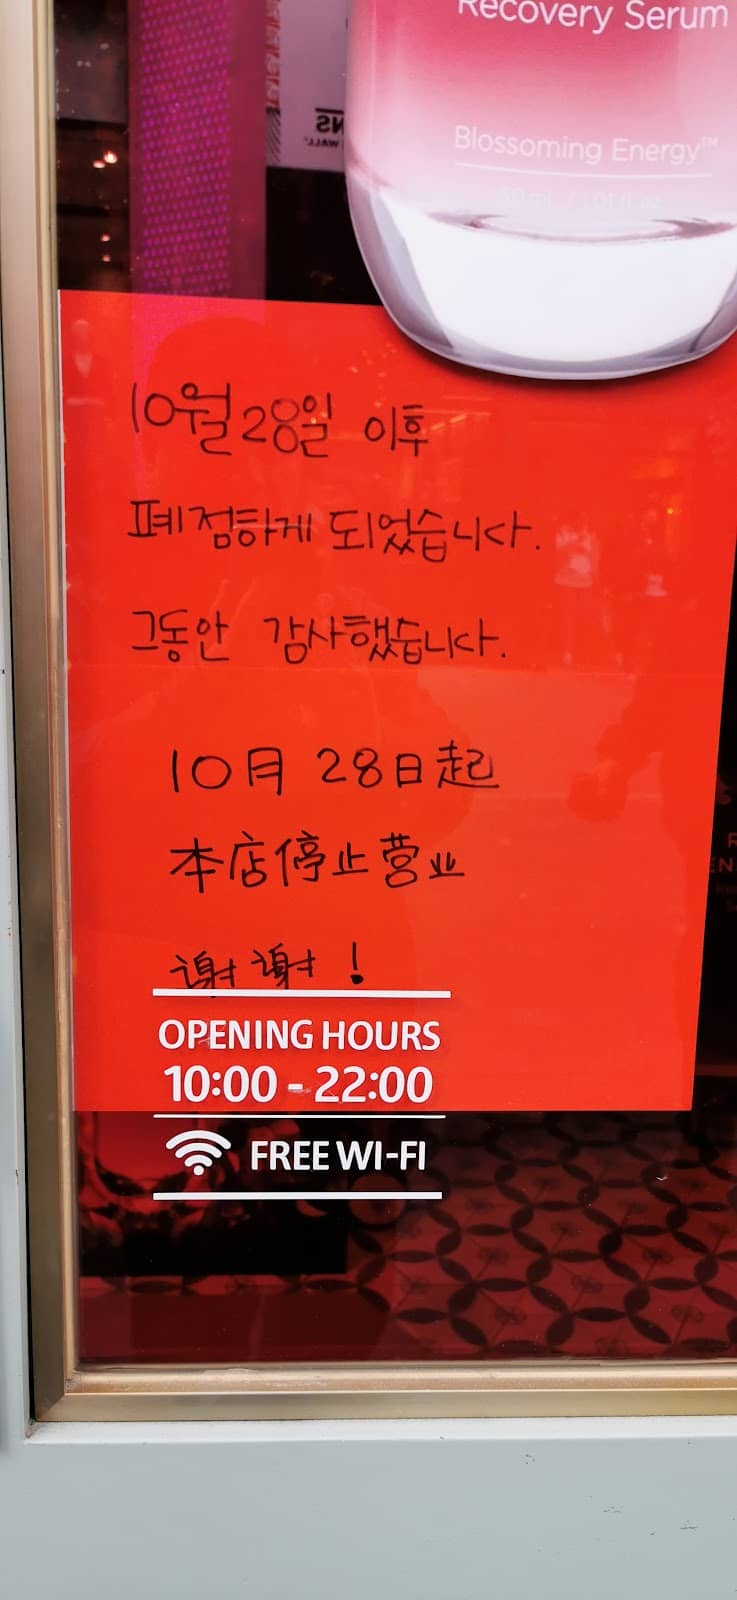 Recovery Serum
Blossoming Energy™
10월 28일 이후
폐점하게 되었습니다.
그동안 감사했습니다.
10月 28日起
本店停止营业
谢谢!
OPENING HOURS
10:00 - 22:00
FREE WI-FI